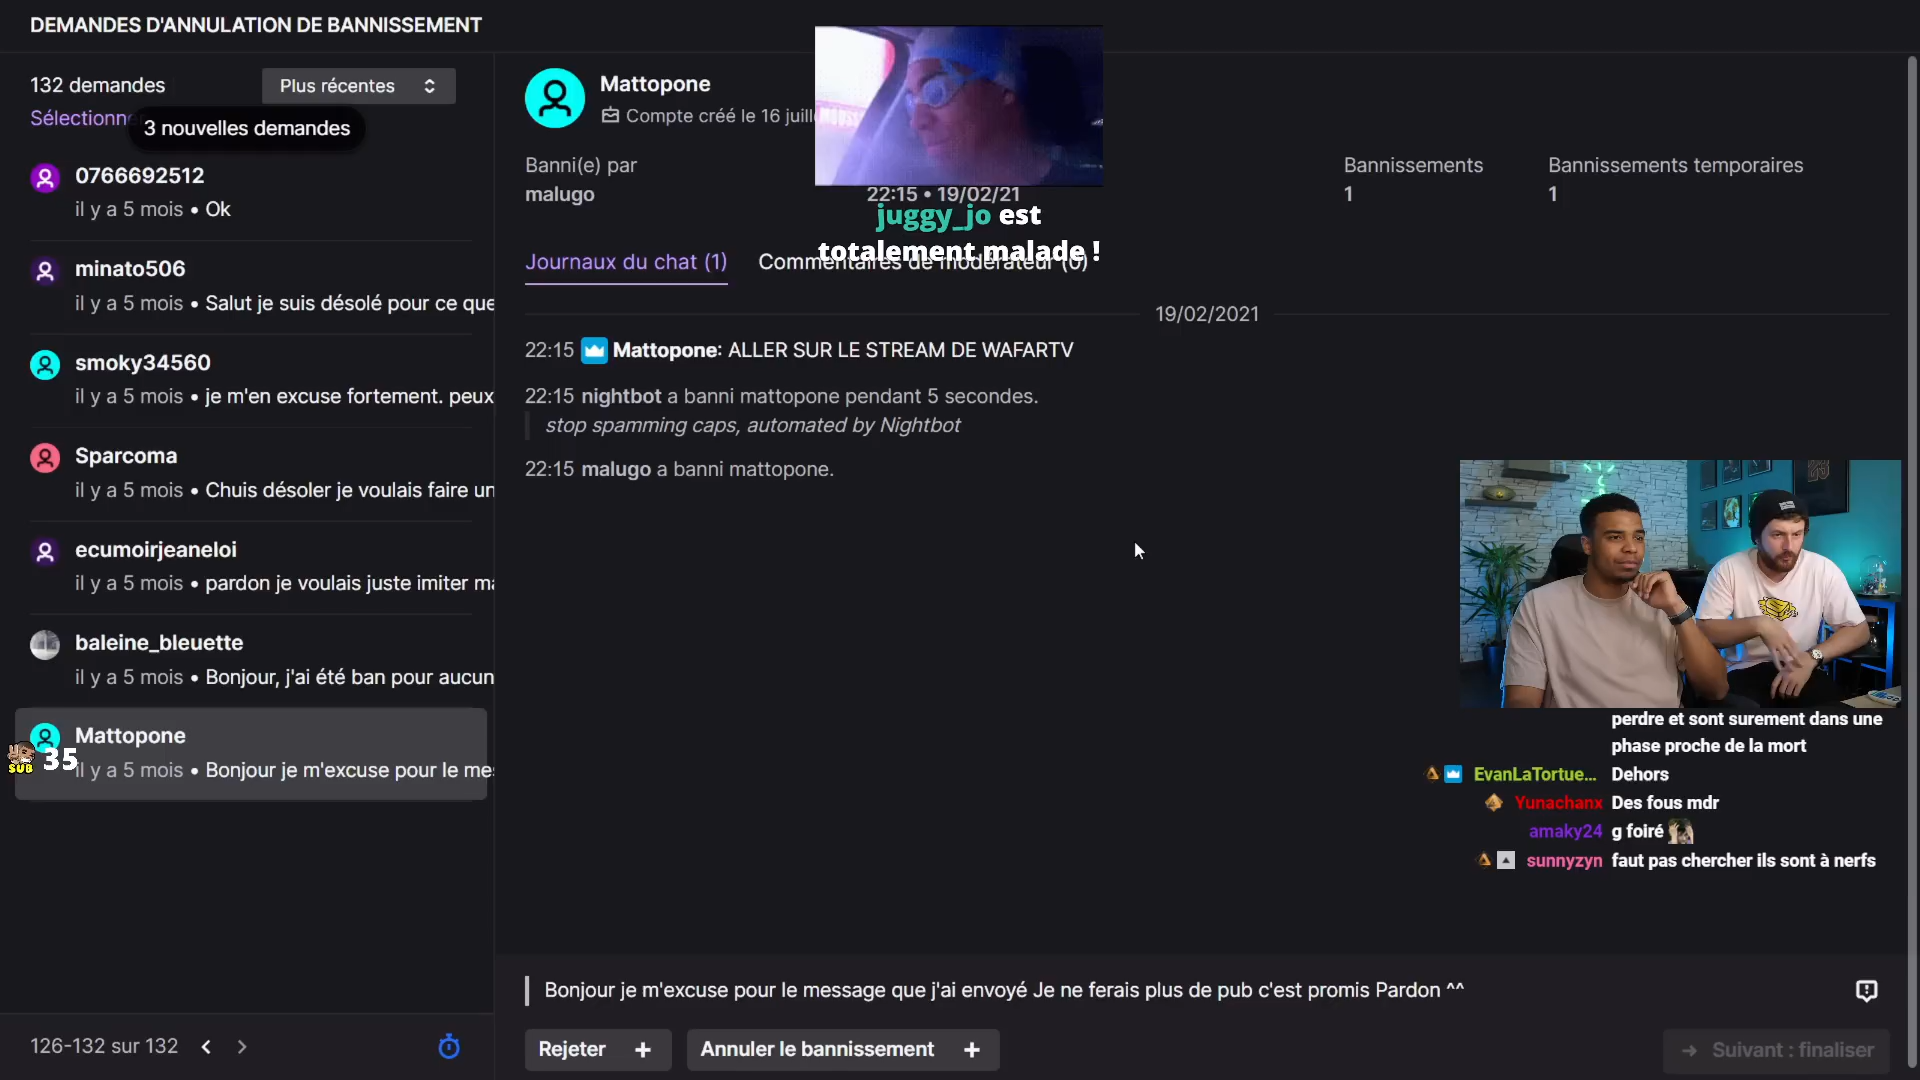 DEMANDES D'ANNULATION DE BANNISSEMENT
132 demandes
Plus récentes
Sélectionne
3 nouvelles demandes
0766692512
il y a 5 mois • Ok
minato506
il y a 5 mois • Salut je suis désolé pour ce que
smoky34560
il y a 5 mois • je m'en excuse fortement. peux
Sparcoma
il y a 5 mois • Chuis désoler je voulais faire un
ecumoirjeaneloi
il y a 5 mois • pardon je voulais juste imiter ma
baleine_bleuette
il y a 5 mois • Bonjour, j'ai été ban pour aucun
Mattopone
SUB 35
il y a 5 mois • Bonjour je m'excuse pour le mes
126-132 sur 132
Mattopone
Compte créé le 16 juill
Banni(e) par
malugo
22:15 • 19/02/21
Bannissements
1
Bannissements temporaires
1
juggy_jo est
totalement malade !
Journaux du chat (1)
Commentaires de modérateur (0)
19/02/2021
22:15 Mattopone: ALLER SUR LE STREAM DE WAFARTV
22:15 nightbot a banni mattopone pendant 5 secondes.
stop spamming caps, automated by Nightbot
22:15 malugo a banni mattopone.
perdre et sont surement dans une
phase proche de la mort
EvanLaTortue... Dehors
Yunachanx Des fous mdr
amaky24 g foiré
sunnyzyn faut pas chercher ils sont à nerfs
Bonjour je m'excuse pour le message que j'ai envoyé Je ne ferais plus de pub c'est promis Pardon ^^
Rejeter +
Annuler le bannissement +
→ Suivant : finaliser